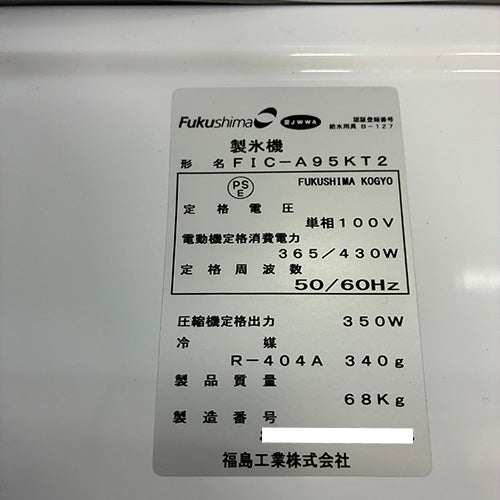 Fukushima JWWA 認証登録番号
給水用具 B-127
製氷機
形 名 FIC-A95KT2
PS E FUKUSHIMA KOGYO
定格電圧
単相100V
電動機定格消費電力
365/430W
定格周波数
50/60Hz
圧縮機定格出力 350W
冷 媒
R-404A 340g
製品質量
68Kg
製造番号
福島工業株式会社